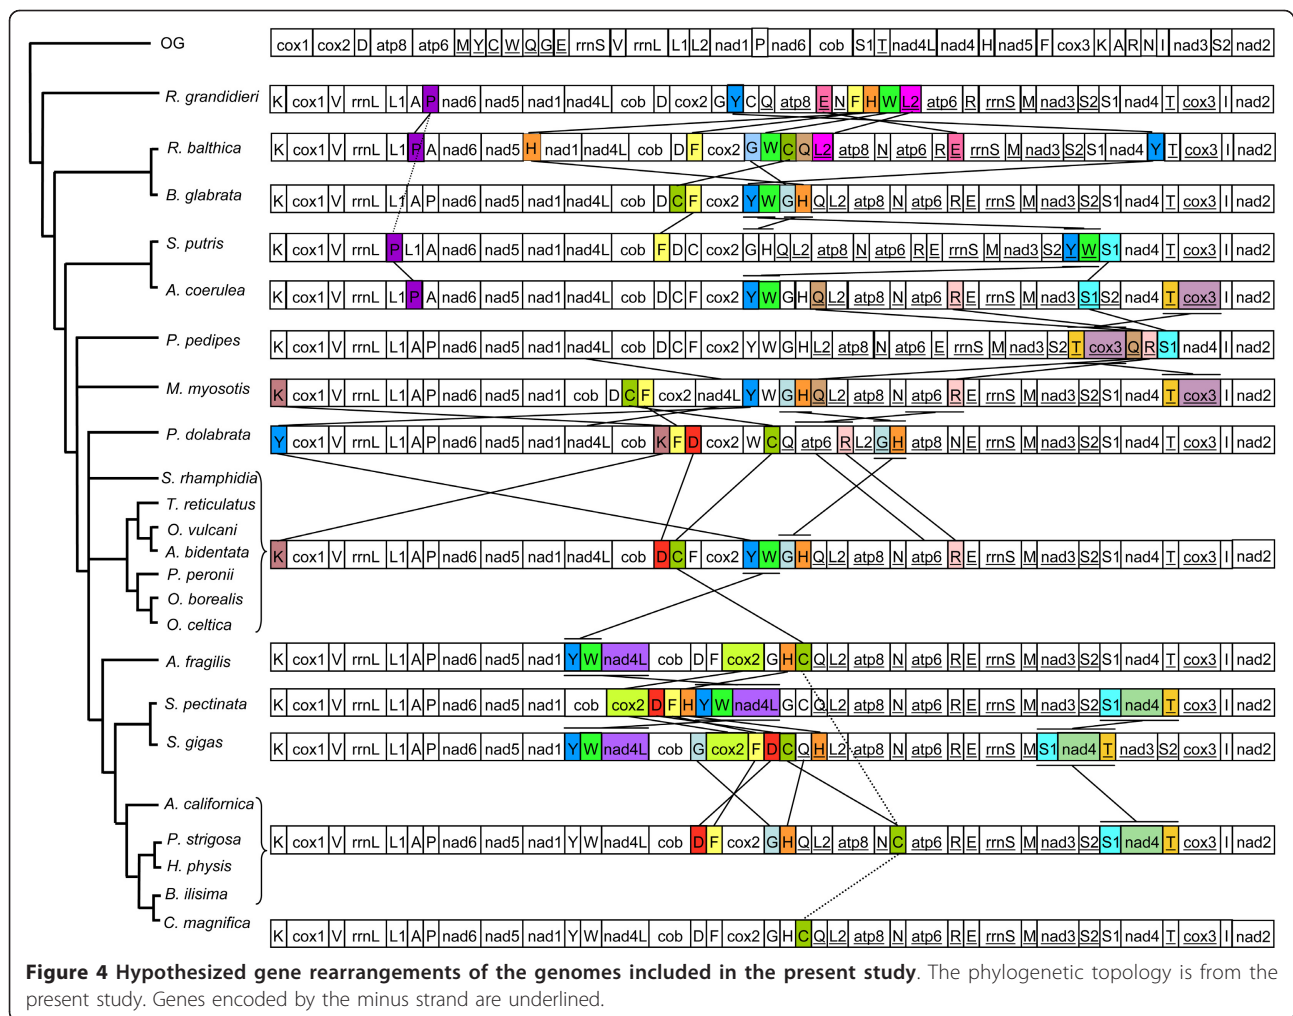 OG cox1 cox2 D atp8 atp6 M Y C W Q G E rrnS V rrnL L1 L2 nad1 P nad6 cob S1 T nad4L nad4 H nad5 F cox3 K A R N I nad3 S2 nad2
R. grandidieri K cox1 V rrnL L1 A P nad6 nad5 nad1 nad4L cob D cox2 G Y C Q atp8 E N F H W L2 atp6 R rrnS M nad3 S2 S1 nad4 T cox3 I nad2
R. balthica K cox1 V rrnL L1 P A nad6 nad5 H nad1 nad4L cob D F cox2 G W C Q L2 atp8 N atp6 R E rrnS M nad3 S2 S1 nad4 Y T cox3 I nad2
B. glabrata K cox1 V rrnL L1 A P nad6 nad5 nad1 nad4L cob D C F cox2 Y W G H Q L2 atp8 N atp6 R E rrnS M nad3 S2 S1 nad4 T cox3 I nad2
S. putris K cox1 V rrnL P L1 A nad6 nad5 nad1 nad4L cob F D C cox2 G H Q L2 atp8 N atp6 R E rrnS M nad3 S2 Y W S1 nad4 T cox3 I nad2
A. coerulea K cox1 V rrnL L1 P A nad6 nad5 nad1 nad4L cob D C F cox2 Y W G H Q L2 atp8 N atp6 R E rrnS M nad3 S1 S2 nad4 T cox3 I nad2
P. pedipes K cox1 V rrnL L1 A P nad6 nad5 nad1 nad4L cob D C F cox2 Y W G H L2 atp8 N atp6 E rrnS M nad3 S2 T cox3 Q R S1 nad4 I nad2
M. myosotis K cox1 V rrnL L1 A P nad6 nad5 nad1 cob D C F cox2 nad4L Y W G H Q L2 atp8 N atp6 R E rrnS M nad3 S2 S1 nad4 T cox3 I nad2
P. dolabrata Y cox1 V rrnL L1 A P nad6 nad5 nad1 nad4L cob K F D cox2 W C Q atp6 R L2 G H atp8 N E rrnS M nad3 S2 S1 nad4 T cox3 I nad2
S. rhamphidia
T. reticulatus
O. vulcani
A. bidentata
K cox1 V rrnL L1 A P nad6 nad5 nad1 nad4L cob D C F cox2 Y W G H Q L2 atp8 N atp6 R E rrnS M nad3 S2 S1 nad4 T cox3 I nad2
P. peronii
O. borealis
O. celtica
A. fragilis K cox1 V rrnL L1 A P nad6 nad5 nad1 Y W nad4L cob D F cox2 G H C Q L2 atp8 N atp6 R E rrnS M nad3 S2 S1 nad4 T cox3 I nad2
S. pectinata K cox1 V rrnL L1 A P nad6 nad5 nad1 cob cox2 D F H Y W nad4L G C Q L2 atp8 N atp6 R E rrnS M nad3 S2 S1 nad4 T cox3 I nad2
S. gigas K cox1 V rrnL L1 A P nad6 nad5 nad1 Y W nad4L cob G cox2 F D C Q H L2 atp8 N atp6 R E rrnS M S1 nad4 T nad3 S2 cox3 I nad2
A. californica
P. strigosa
K cox1 V rrnL L1 A P nad6 nad5 nad1 Y W nad4L cob D F cox2 G H Q L2 atp8 N C atp6 R E rrnS M nad3 S2 S1 nad4 T cox3 I nad2
H. physis
B. ilisima
C. magnifica K cox1 V rrnL L1 A P nad6 nad5 nad1 Y W nad4L cob D F cox2 G H C Q L2 atp8 N atp6 R E rrnS M nad3 S2 S1 nad4 T cox3 I nad2
Figure 4 Hypothesized gene rearrangements of the genomes included in the present study. The phylogenetic topology is from the
present study. Genes encoded by the minus strand are underlined.